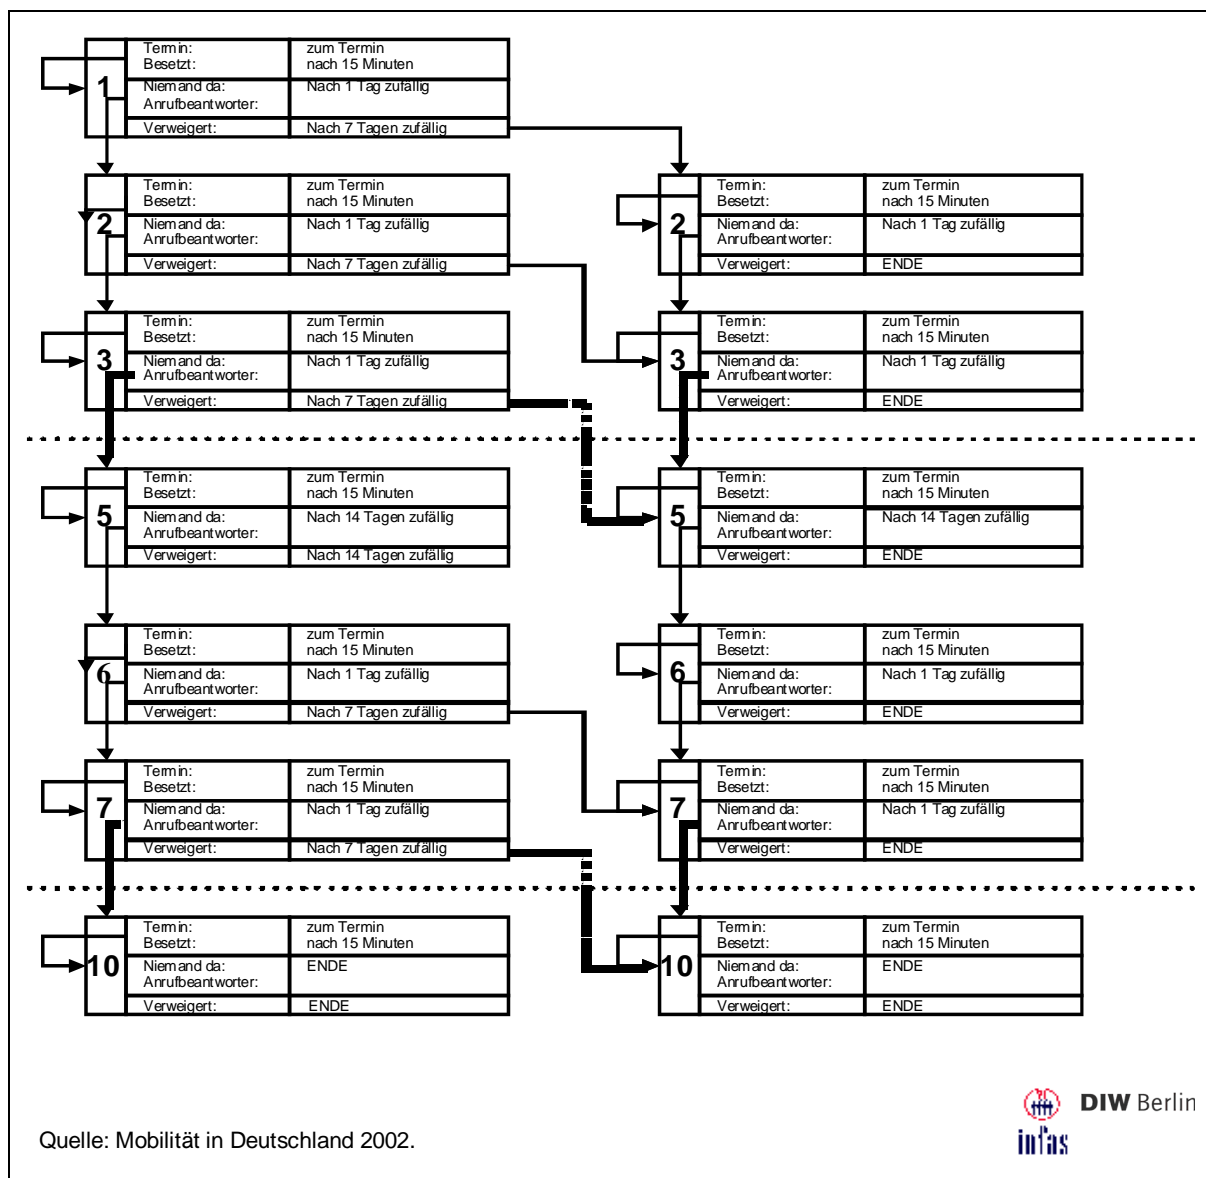 1
Termin: zum Termin
Besetzt: nach 15 Minuten
Niemand da: Nach 1 Tag zufällig
Anrufbeantworter:
Verweigert: Nach 7 Tagen zufällig
2
Termin: zum Termin
Besetzt: nach 15 Minuten
Niemand da: Nach 1 Tag zufällig
Anrufbeantworter:
Verweigert: Nach 7 Tagen zufällig
2
Termin: zum Termin
Besetzt: nach 15 Minuten
Niemand da: Nach 1 Tag zufällig
Anrufbeantworter:
Verweigert: ENDE
3
Termin: zum Termin
Besetzt: nach 15 Minuten
Niemand da: Nach 1 Tag zufällig
Anrufbeantworter:
Verweigert: Nach 7 Tagen zufällig
3
Termin: zum Termin
Besetzt: nach 15 Minuten
Niemand da: Nach 1 Tag zufällig
Anrufbeantworter:
Verweigert: ENDE
5
Termin: zum Termin
Besetzt: nach 15 Minuten
Niemand da: Nach 14 Tagen zufällig
Anrufbeantworter:
Verweigert: Nach 14 Tagen zufällig
5
Termin: zum Termin
Besetzt: nach 15 Minuten
Niemand da: Nach 14 Tagen zufällig
Anrufbeantworter:
Verweigert: ENDE
6
Termin: zum Termin
Besetzt: nach 15 Minuten
Niemand da: Nach 1 Tag zufällig
Anrufbeantworter:
Verweigert: Nach 7 Tagen zufällig
6
Termin: zum Termin
Besetzt: nach 15 Minuten
Niemand da: Nach 1 Tag zufällig
Anrufbeantworter:
Verweigert: ENDE
7
Termin: zum Termin
Besetzt: nach 15 Minuten
Niemand da: Nach 1 Tag zufällig
Anrufbeantworter:
Verweigert: Nach 7 Tagen zufällig
7
Termin: zum Termin
Besetzt: nach 15 Minuten
Niemand da: Nach 1 Tag zufällig
Anrufbeantworter:
Verweigert: ENDE
10
Termin: zum Termin
Besetzt: nach 15 Minuten
Niemand da: ENDE
Anrufbeantworter:
Verweigert: ENDE
10
Termin: zum Termin
Besetzt: nach 15 Minuten
Niemand da: ENDE
Anrufbeantworter:
Verweigert: ENDE
DIW Berlin
infas
Quelle: Mobilität in Deutschland 2002.